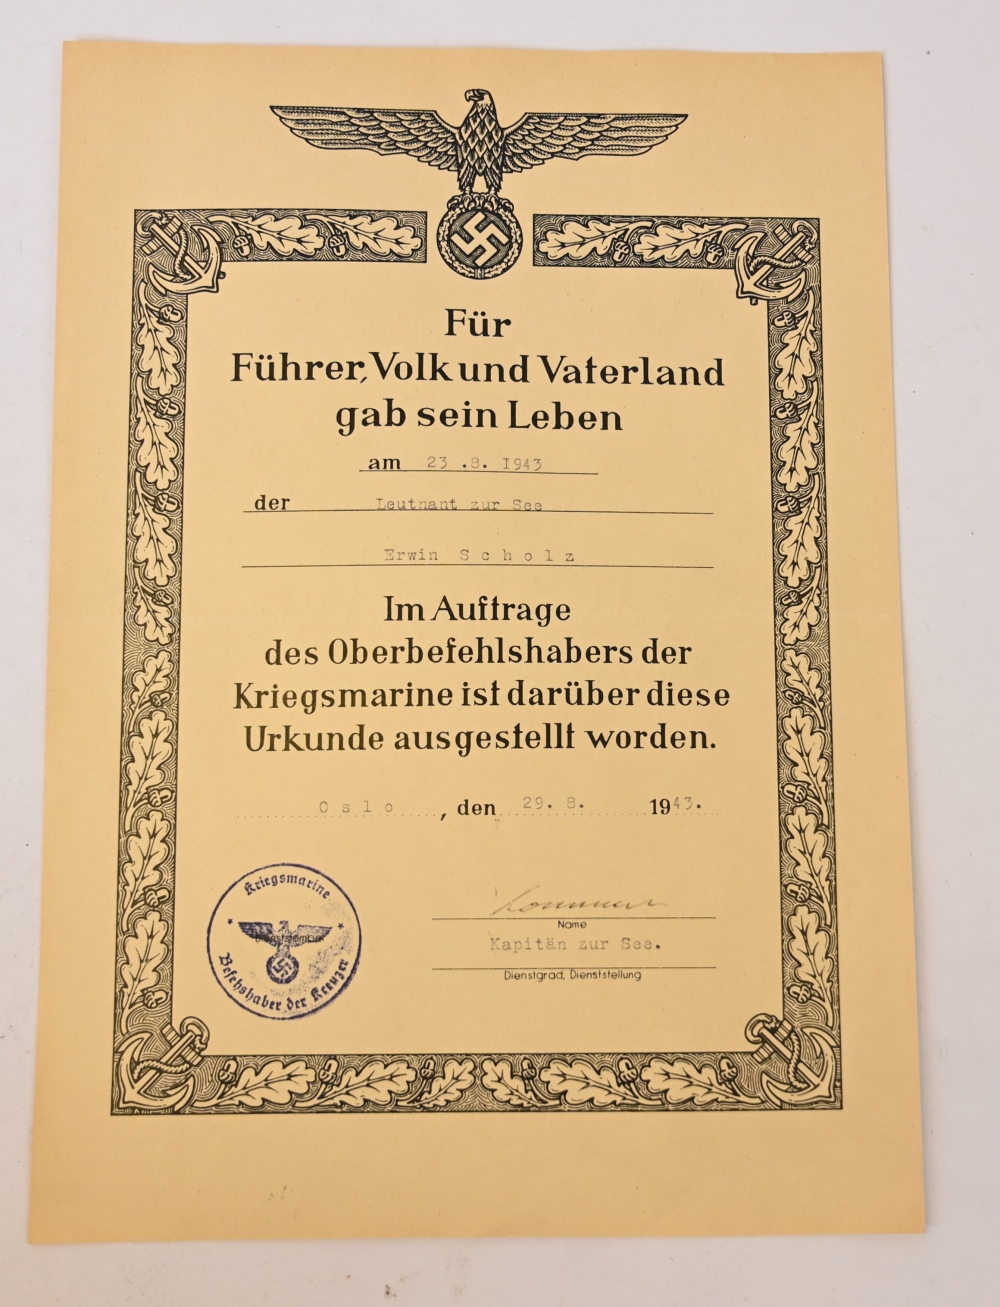 Für
Führer, Volk und Vaterland
gab sein Leben
am 23 .8. 1943
der Leutnant zur See
Erwin Scholz
Im Auftrage
des Oberbefehlshabers der
Kriegsmarine ist darüber diese
Urkunde ausgestellt worden.
Oslo, den 29. 8. 1943.
Kriegsmarine
Dienststempel
Befehshaber der Kreuzer
Name
Kapitän zur See.
Dienstgrad, Dienststellung